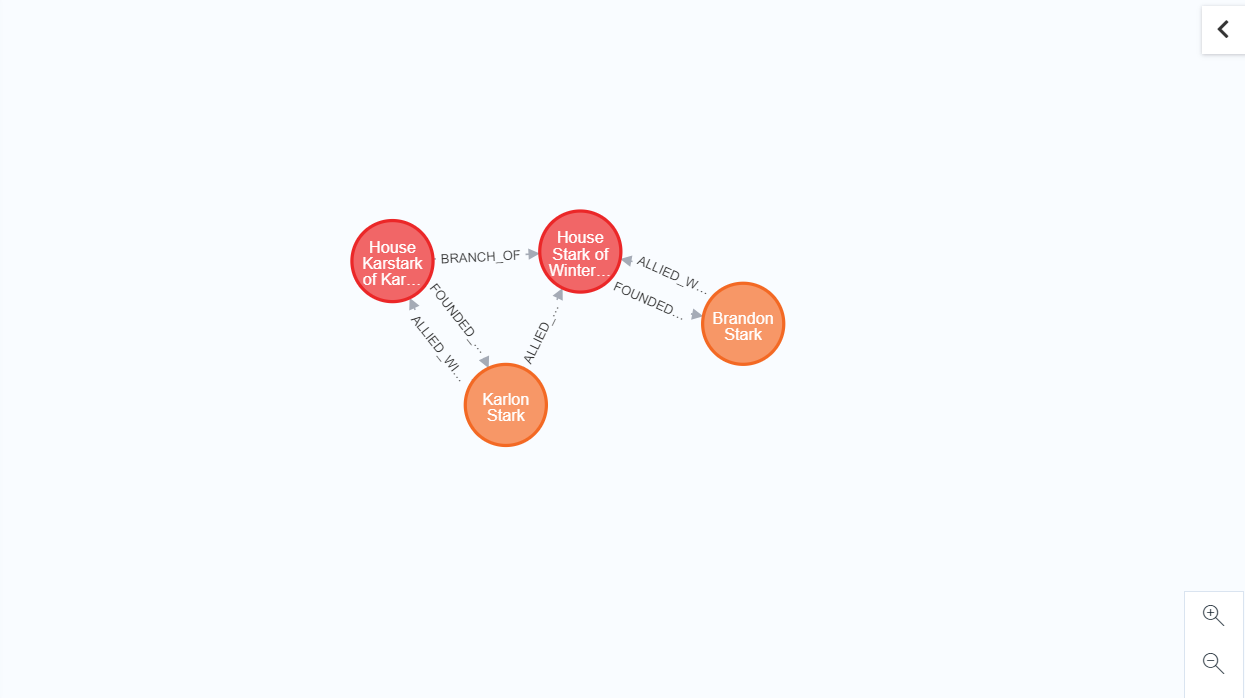 House
Karstark
of Kar…
BRANCH_OF
House
Stark of
Winter…
ALLIED_W…
FOUNDED…
Brandon
Stark
FOUNDED_…
ALLIED_WI…
ALLIED_…
Karlon
Stark